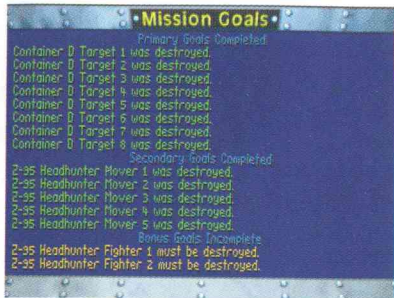 Mission Goals
Primary Goals Completed
Container D Target 1 was destroyed.
Container D Target 2 was destroyed.
Container D Target 3 was destroyed.
Container D Target 4 was destroyed.
Container D Target 5 was destroyed.
Container D Target 6 was destroyed.
Container D Target 7 was destroyed.
Container D Target 8 was destroyed.
Secondary Goals Completed
Z-95 Headhunter Mover 1 was destroyed.
Z-95 Headhunter Mover 2 was destroyed.
Z-95 Headhunter Mover 3 was destroyed.
Z-95 Headhunter Mover 4 was destroyed.
Z-95 Headhunter Mover 5 was destroyed.
Bonus Goals Incomplete
Z-95 Headhunter Fighter 1 must be destroyed.
Z-95 Headhunter Fighter 2 must be destroyed.